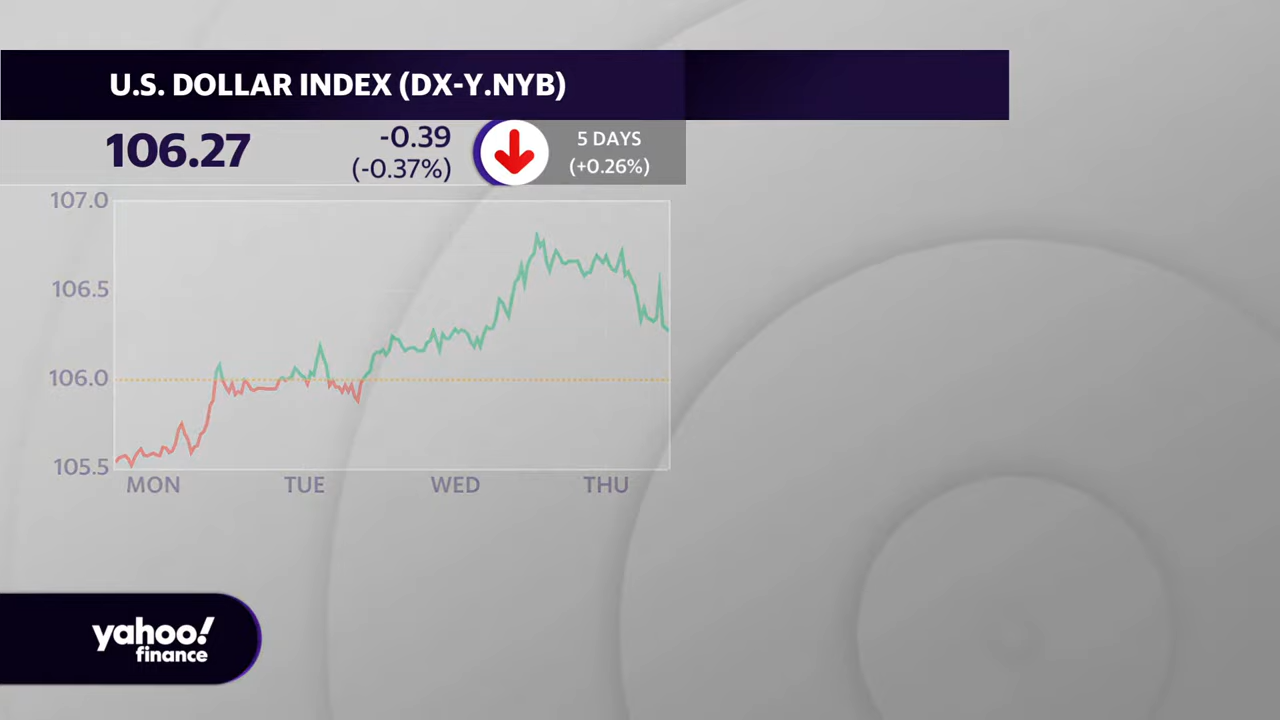 U.S. DOLLAR INDEX (DX-Y.NYB)
106.27
-0.39
(-0.37%)
5 DAYS
(+0.26%)
107.0
106.5
106.0
105.5
MON TUE WED THU
yahoo!
finance